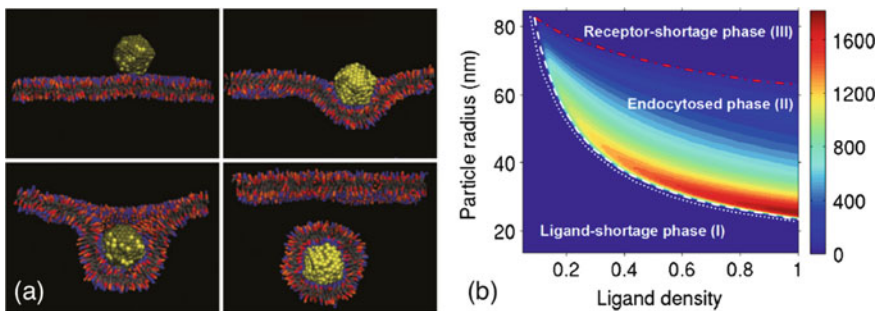 (a)
(b)
Particle radius (nm)
80
60
40
20
Receptor-shortage phase (III)
Endocytosed phase (II)
Ligand-shortage phase (I)
0.2 0.4 0.6 0.8 1
Ligand density
1600
1200
800
400
0